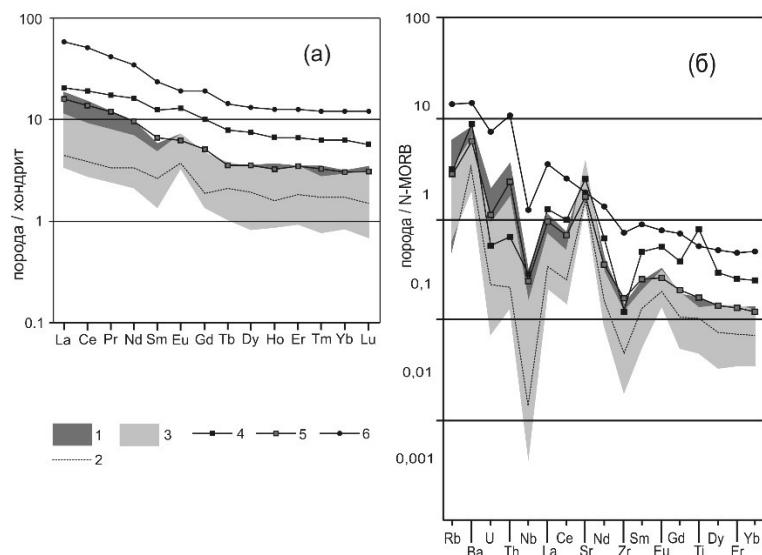 (а)
порода / хондрит
100
10
1
0.1
La Ce Pr Nd Sm Eu Gd Tb Dy Ho Er Tm Yb Lu
1 3 4 5 6
2
(б)
порода / N-MORB
100
10
1
0,1
0,01
0,001
Rb U Th Nb La Ce Sr Nd Zr Sm Eu Gd Ti Dy Er Yb
Ba